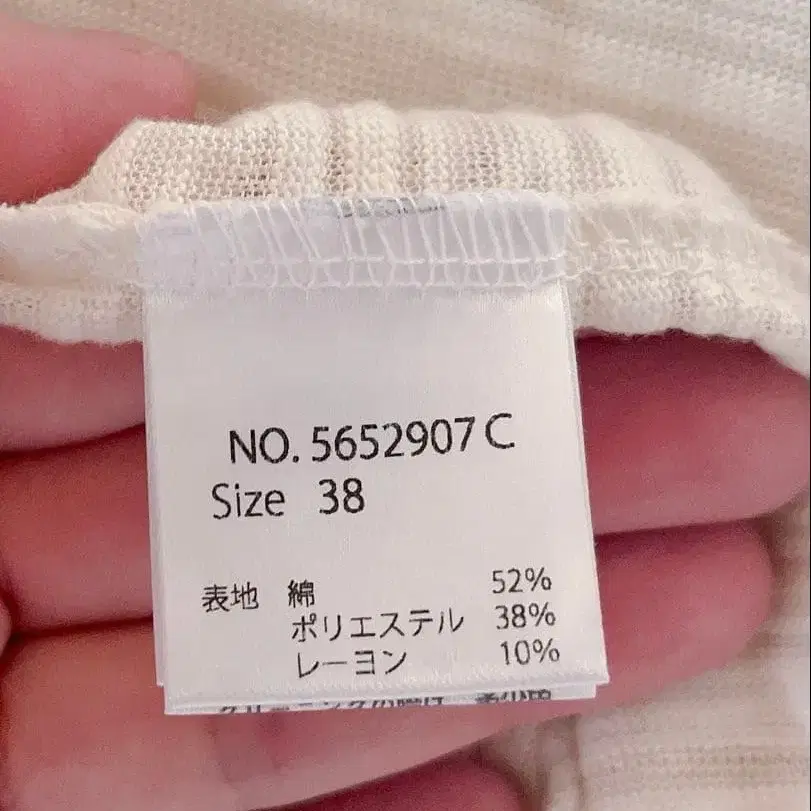 NO. 5652907 C
Size 38
表地 綿 52%
ポリエステル 38%
レーヨン 10%